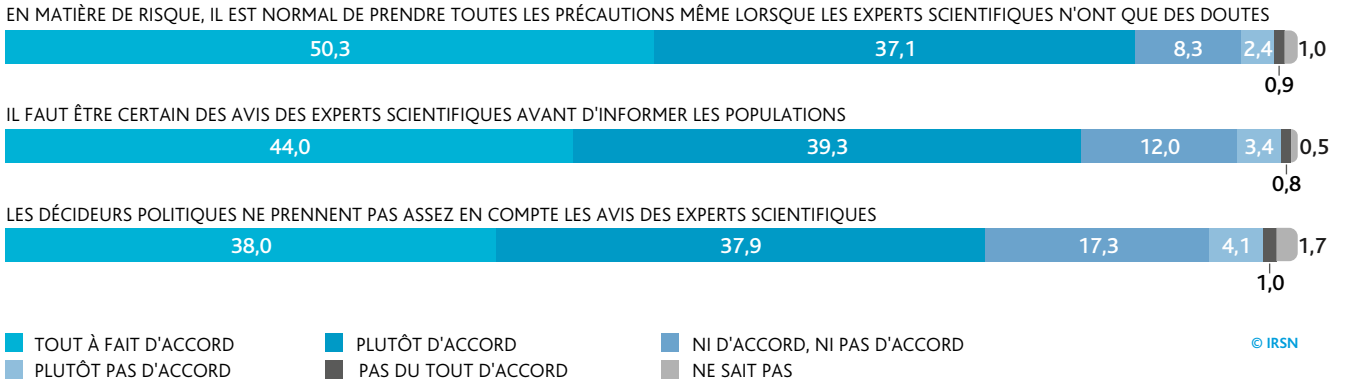 EN MATIÈRE DE RISQUE, IL EST NORMAL DE PRENDRE TOUTES LES PRÉCAUTIONS MÊME LORSQUE LES EXPERTS SCIENTIFIQUES N'ONT QUE DES DOUTES
50,3 37,1 8,3 2,4 1,0
0,9
IL FAUT ÊTRE CERTAIN DES AVIS DES EXPERTS SCIENTIFIQUES AVANT D'INFORMER LES POPULATIONS
44,0 39,3 12,0 3,4 0,5
0,8
LES DÉCIDEURS POLITIQUES NE PRENNENT PAS ASSEZ EN COMPTE LES AVIS DES EXPERTS SCIENTIFIQUES
38,0 37,9 17,3 4,1 1,7
1,0
TOUT À FAIT D'ACCORD PLUTÔT D'ACCORD NI D'ACCORD, NI PAS D'ACCORD © IRSN
PLUTÔT PAS D'ACCORD PAS DU TOUT D'ACCORD NE SAIT PAS